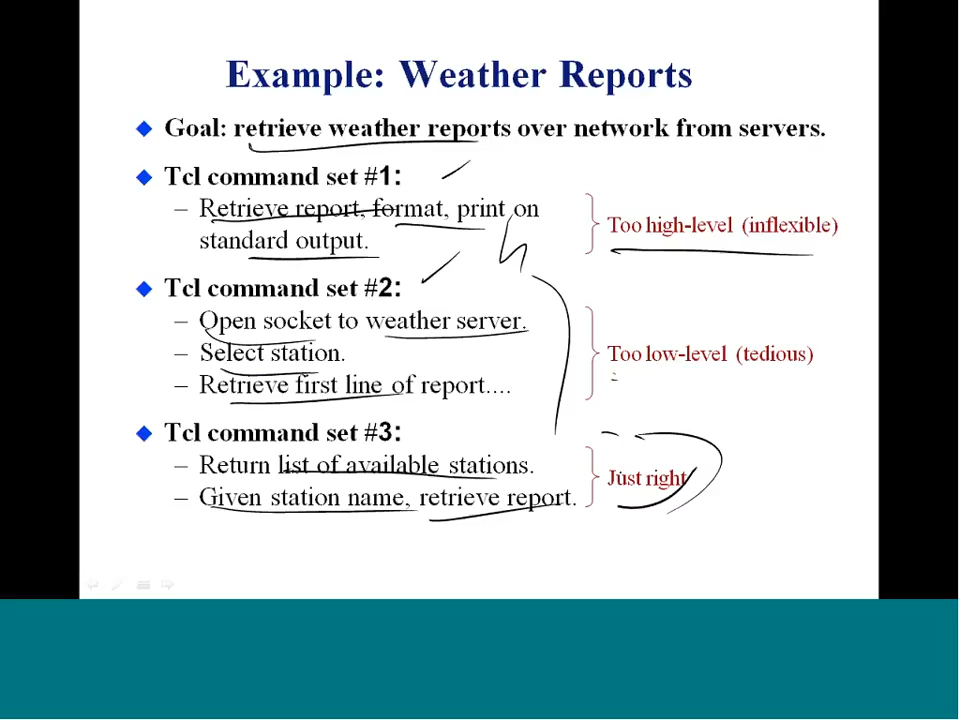 Example: Weather Reports
Goal: retrieve weather reports over network from servers.
Tcl command set #1:
– Retrieve report, format, print on
standard output.
Too high-level (inflexible)
Tcl command set #2:
– Open socket to weather server.
– Select station.
– Retrieve first line of report....
Too low-level (tedious)
Tcl command set #3:
– Return list of available stations.
– Given station name, retrieve report.
Just right